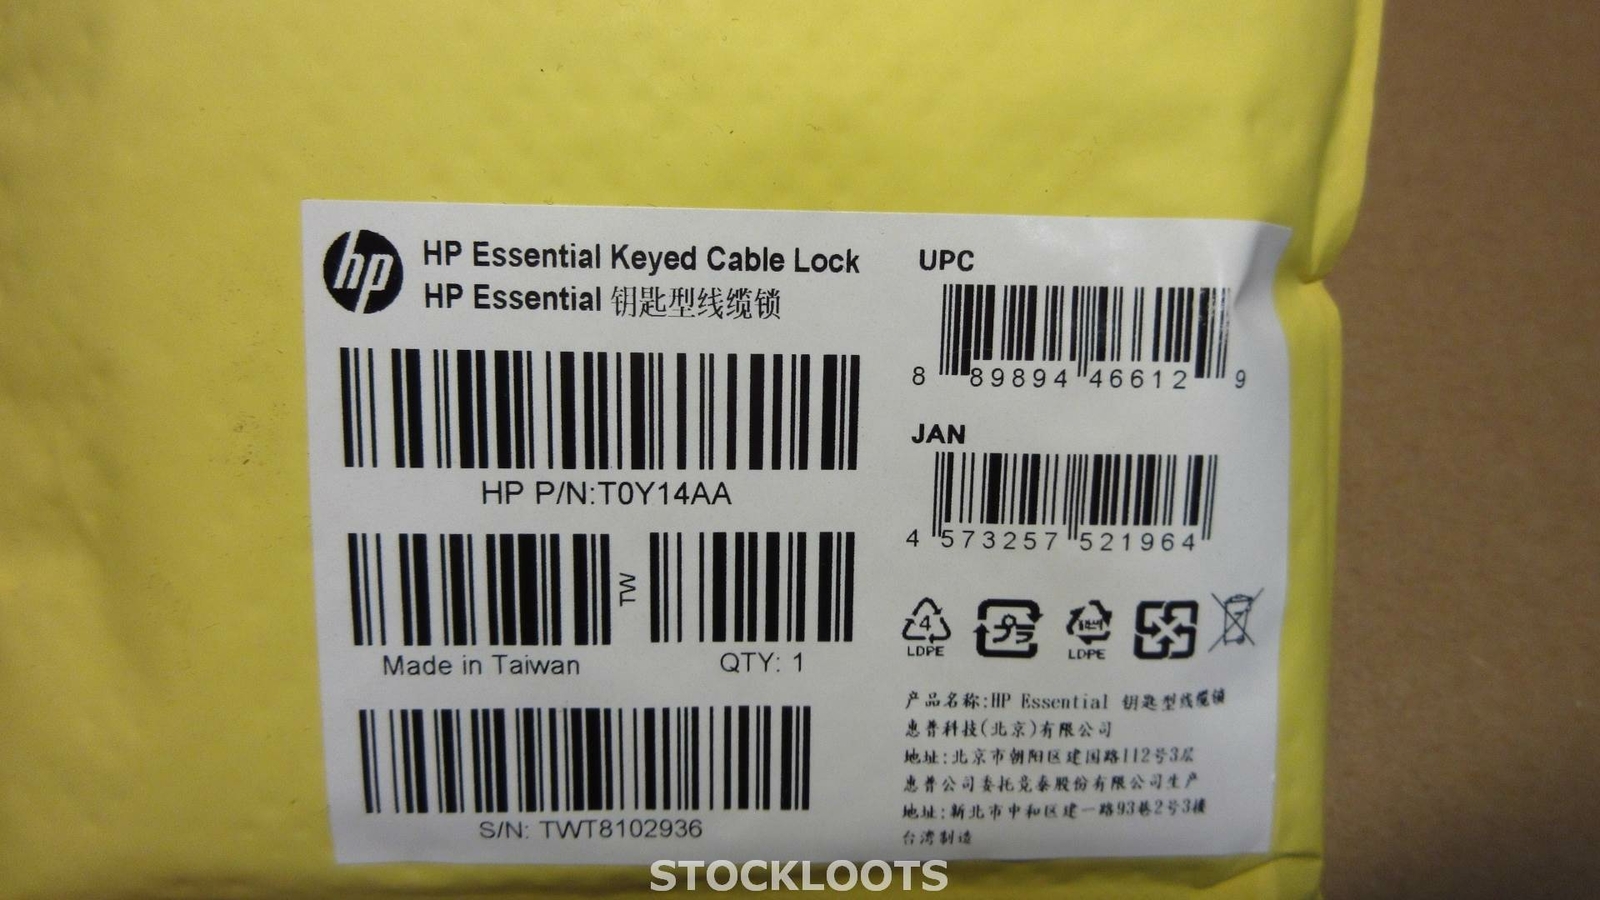 hp
HP Essential Keyed Cable Lock
HP Essential 钥匙型线缆锁
HP P/N:T0Y14AA
TW
Made in Taiwan
QTY: 1
S/N: TWT8102936
UPC
8 89894 46612 9
JAN
4 573257 521964
4
LDPE
プラ
LDPE
产品名称:HP Essential 钥匙型线缆锁
惠普科技(北京)有限公司
地址:北京市朝阳区建国路112号3层
惠普公司委托竞泰股份有限公司生产
地址:新北市中和区建一路93巷2号3楼
台湾制造
STOCKLOOTS